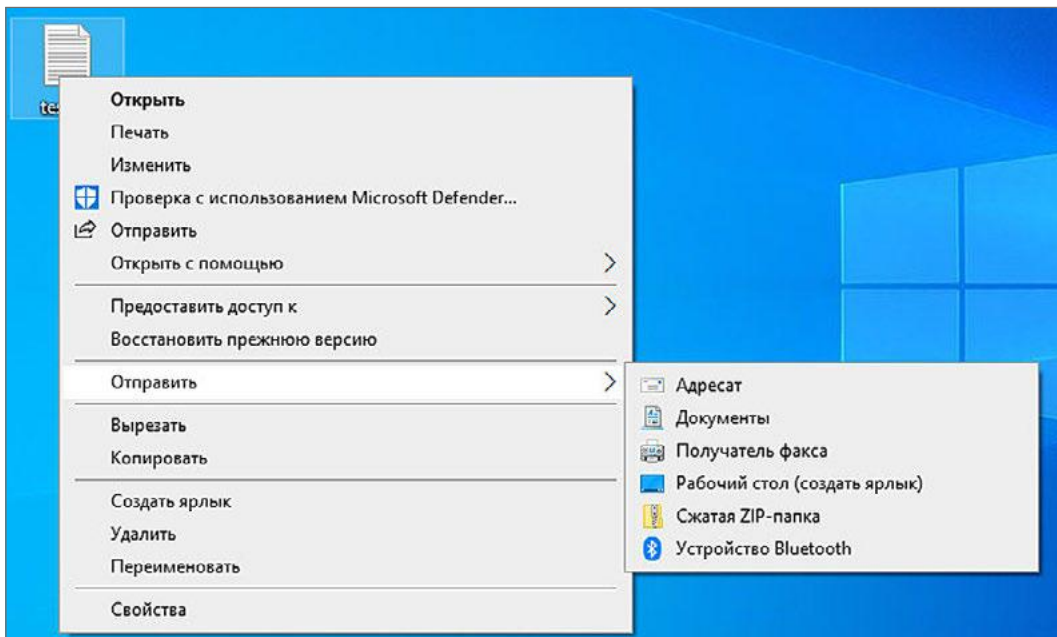 Открыть
Печать
Изменить
Проверка с использованием Microsoft Defender...
Отправить
Открыть с помощью
Предоставить доступ к
Восстановить прежнюю версию
Отправить
Вырезать
Копировать
Создать ярлык
Удалить
Переименовать
Свойства
Адресат
Документы
Получатель факса
Рабочий стол (создать ярлык)
Сжатая ZIP-папка
Устройство Bluetooth